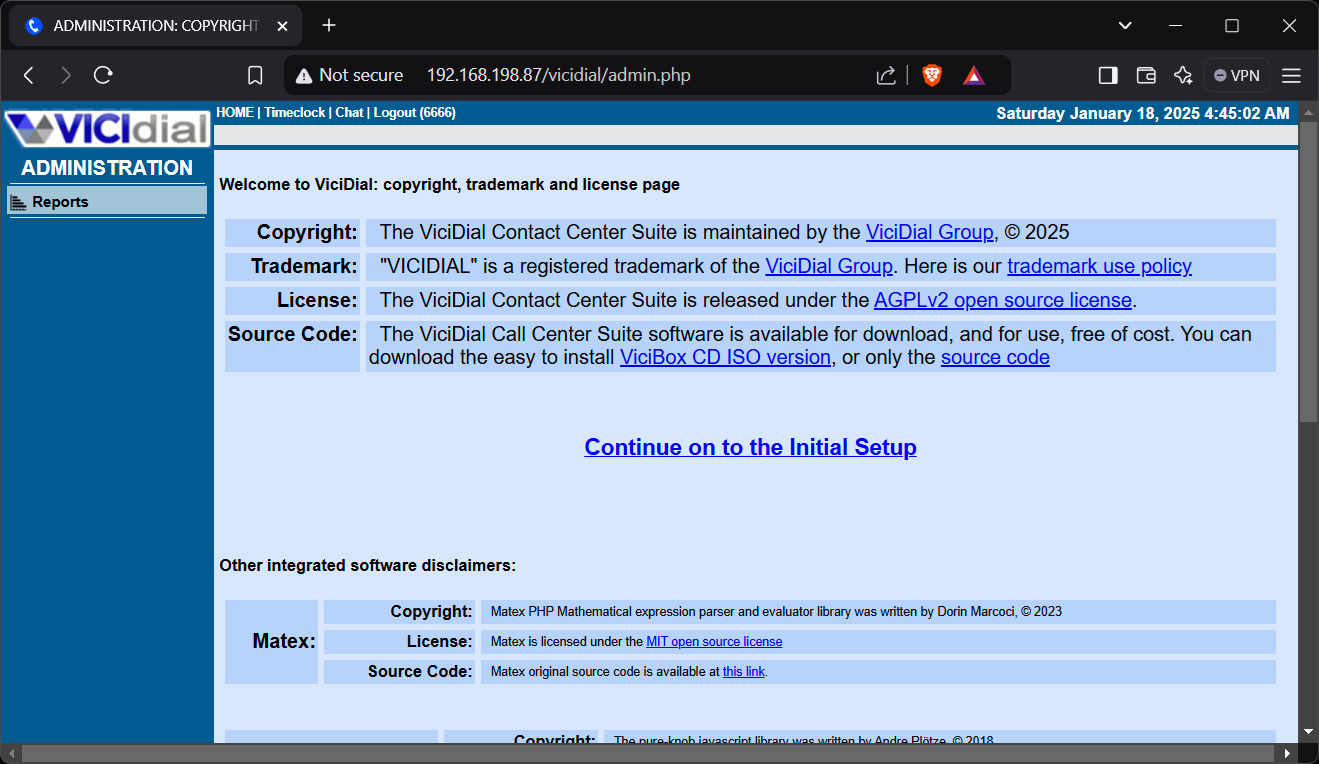 ADMINISTRATION: COPYRIGHT
Not secure 192.168.198.87/vicidial/admin.php
VPN
VICIdial
HOME | Timeclock | Chat | Logout (6666)
Saturday January 18, 2025 4:45:02 AM
ADMINISTRATION
Reports
Welcome to ViciDial: copyright, trademark and license page
Copyright: The ViciDial Contact Center Suite is maintained by the ViciDial Group, © 2025
Trademark: "VICIDIAL" is a registered trademark of the ViciDial Group. Here is our trademark use policy
License: The ViciDial Contact Center Suite is released under the AGPLv2 open source license.
Source Code: The ViciDial Call Center Suite software is available for download, and for use, free of cost. You can
download the easy to install ViciBox CD ISO version, or only the source code
Continue on to the Initial Setup
Other integrated software disclaimers:
Matex:
Copyright: Matex PHP Mathematical expression parser and evaluator library was written by Dorin Marcoci, © 2023
License: Matex is licensed under the MIT open source license
Source Code: Matex original source code is available at this link.
Copyright: The pure-knob javascript library was written by Andre Plötze, © 2018